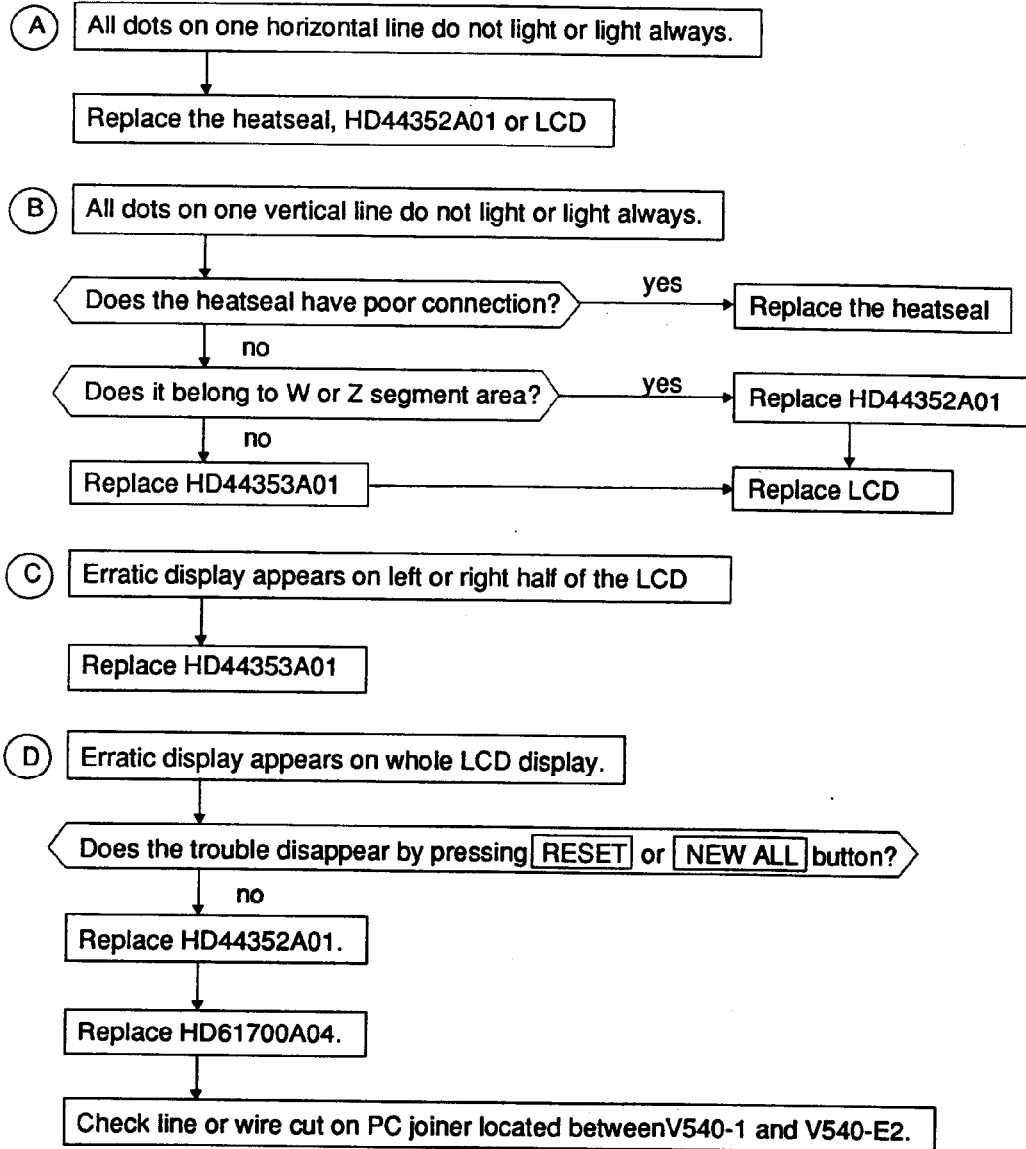 A
All dots on one horizontal line do not light or light always.
Replace the heatseal, HD44352A01 or LCD
B
All dots on one vertical line do not light or light always.
Does the heatseal have poor connection?
yes
Replace the heatseal
no
Does it belong to W or Z segment area?
yes
Replace HD44352A01
no
Replace HD44353A01
Replace LCD
C
Erratic display appears on left or right half of the LCD
Replace HD44353A01
D
Erratic display appears on whole LCD display.
Does the trouble disappear by pressing RESET or NEW ALL button?
no
Replace HD44352A01.
Replace HD61700A04.
Check line or wire cut on PC joiner located betweenV540-1 and V540-E2.